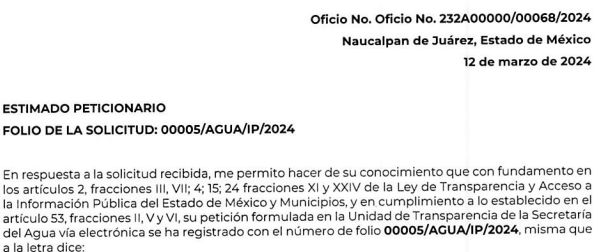 Oficio No. Oficio No. 232A00000/00068/2024
Naucalpan de Juárez, Estado de México
12 de marzo de 2024
ESTIMADO PETICIONARIO
FOLIO DE LA SOLICITUD: 00005/AGUA/IP/2024
En respuesta a la solicitud recibida, me permito hacer de su conocimiento que con fundamento en
los artículos 2, fracciones III, VII; 4; 15; 24 fracciones XI y XXIV de la Ley de Transparencia y Acceso a
la Información Pública del Estado de México y Municipios, y en cumplimiento a lo establecido en el
artículo 53, fracciones II, V y VI, su petición formulada en la Unidad de Transparencia de la Secretaría
del Agua vía electrónica se ha registrado con el número de folio 00005/AGUA/IP/2024, misma que
a la letra dice: